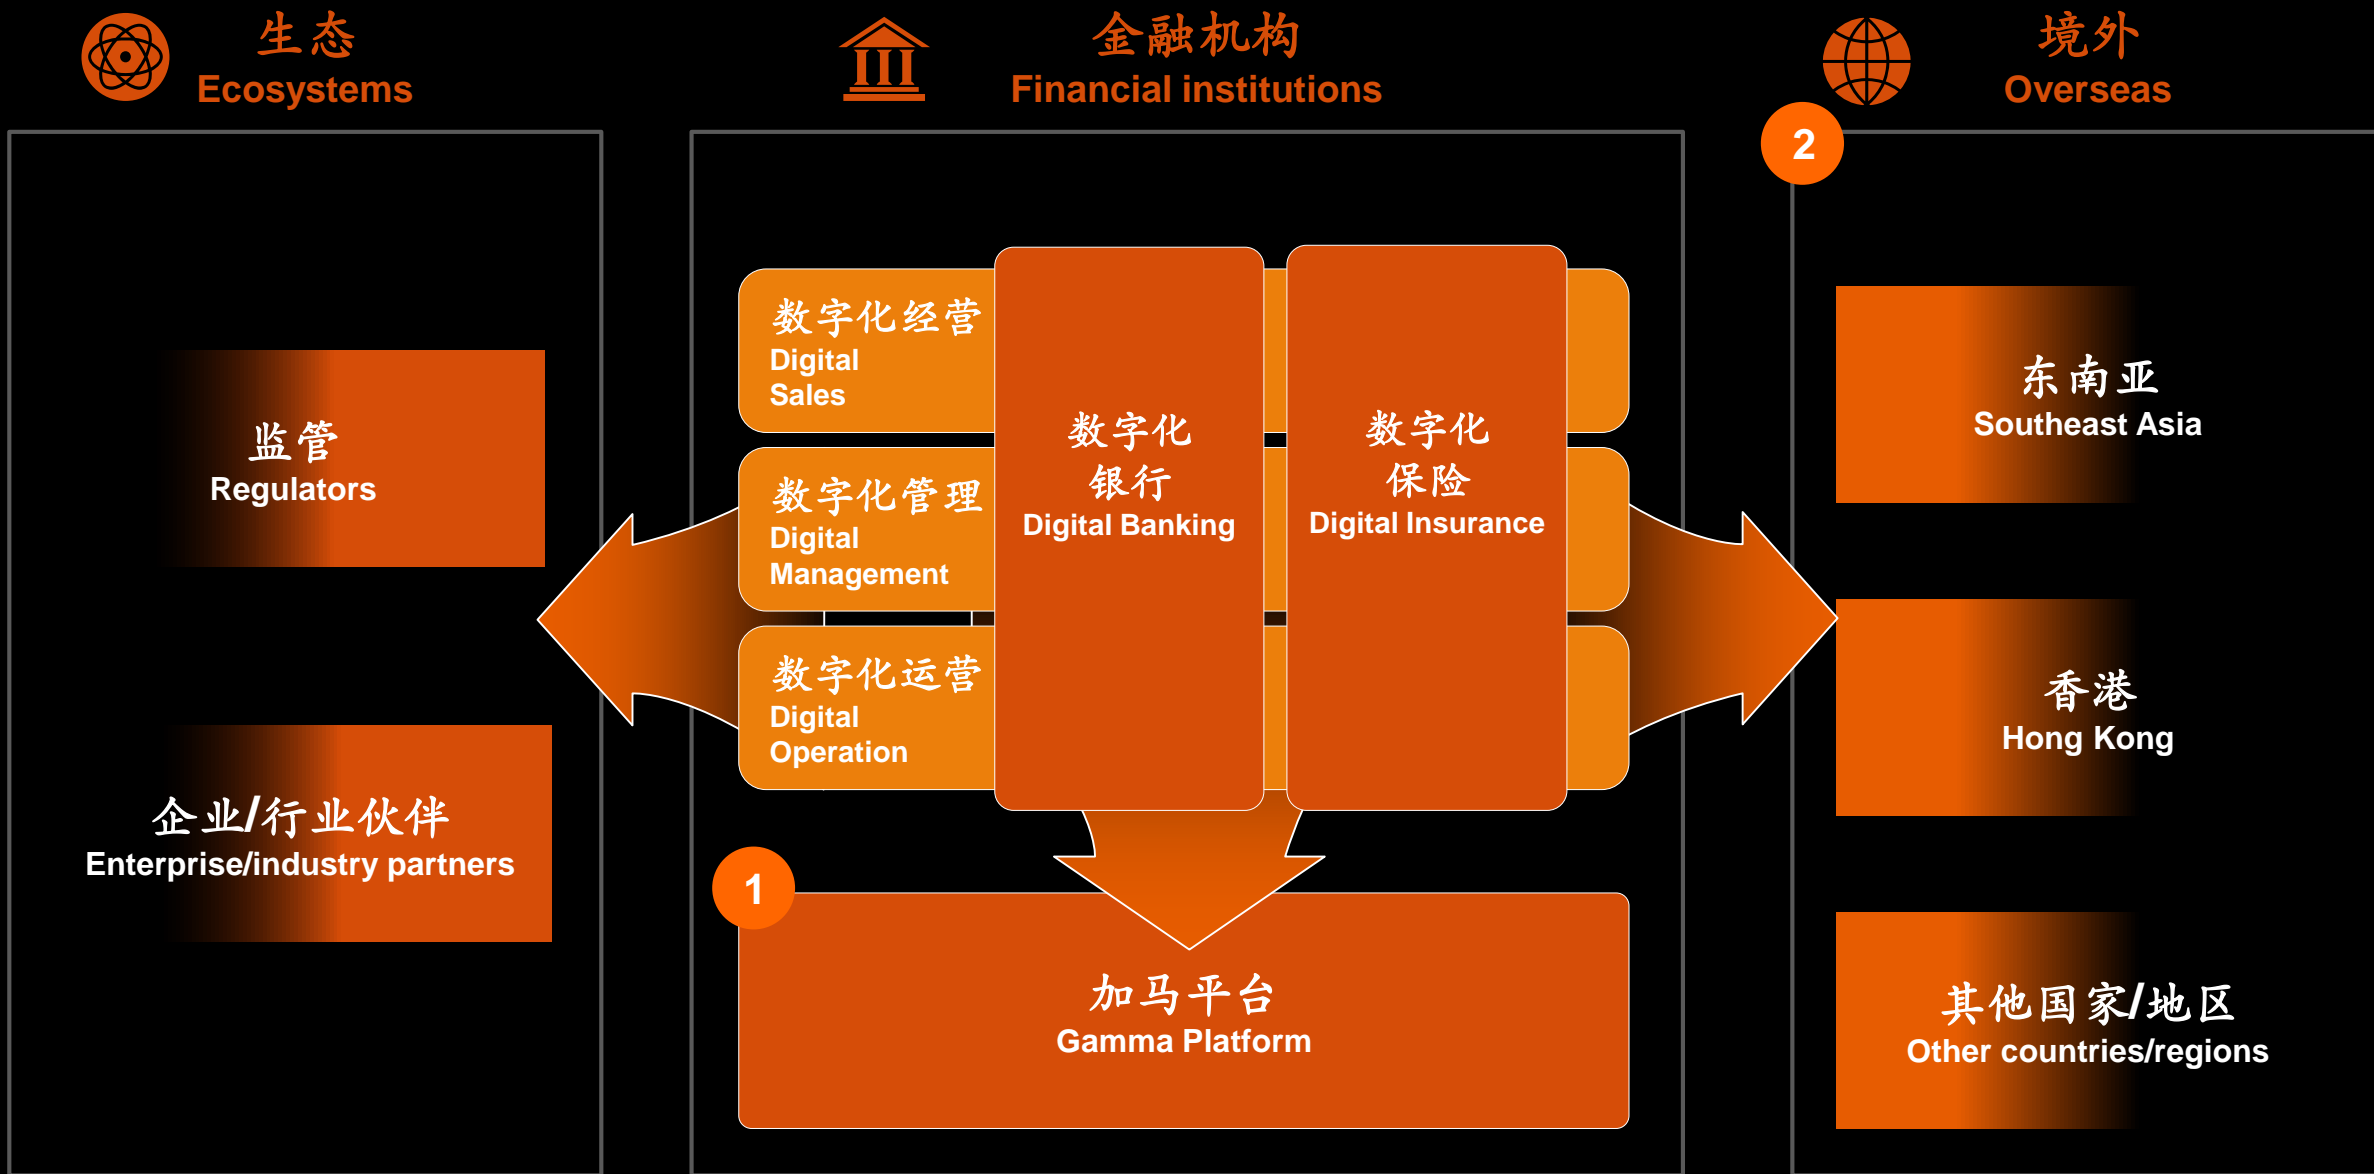 生态
Ecosystems
监管
Regulators
企业/行业伙伴
Enterprise/industry partners
金融机构
Financial institutions
数字化经营
Digital
Sales
数字化管理
Digital
Management
数字化运营
Digital
Operation
数字化
银行
Digital Banking
数字化
保险
Digital Insurance
1
加马平台
Gamma Platform
境外
Overseas
2
东南亚
Southeast Asia
香港
Hong Kong
其他国家/地区
Other countries/regions